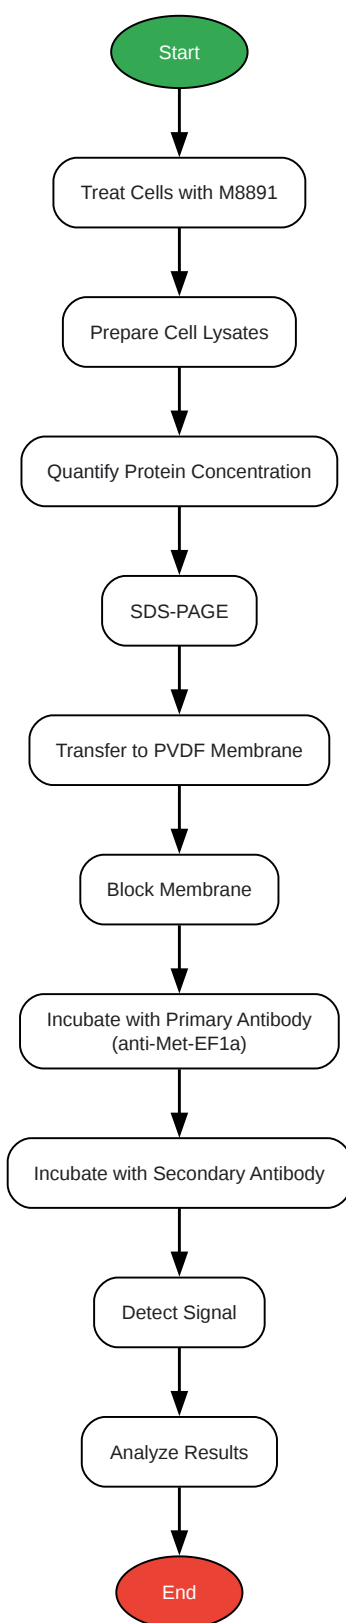 Start
Treat Cells with M8891
Prepare Cell Lysates
Quantify Protein Concentration
SDS-PAGE
Transfer to PVDF Membrane
Block Membrane
Incubate with Primary Antibody
(anti-Met-EF1a)
Incubate with Secondary Antibody
Detect Signal
Analyze Results
End